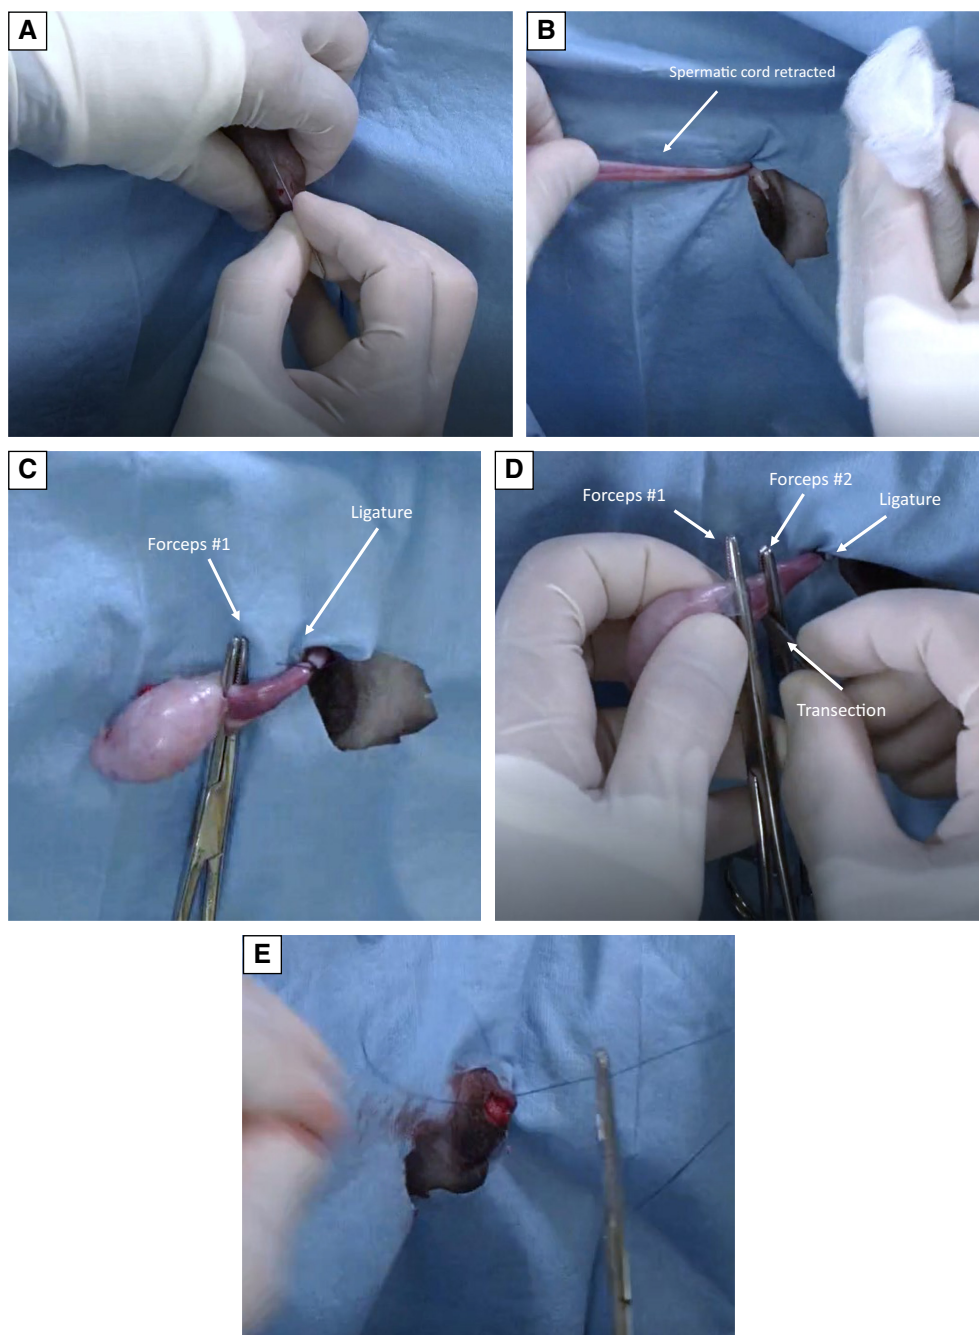 A
B
Spermatic cord retracted
C
Forceps #1
Ligature
D
Forceps #1
Forceps #2
Ligature
Transection
E